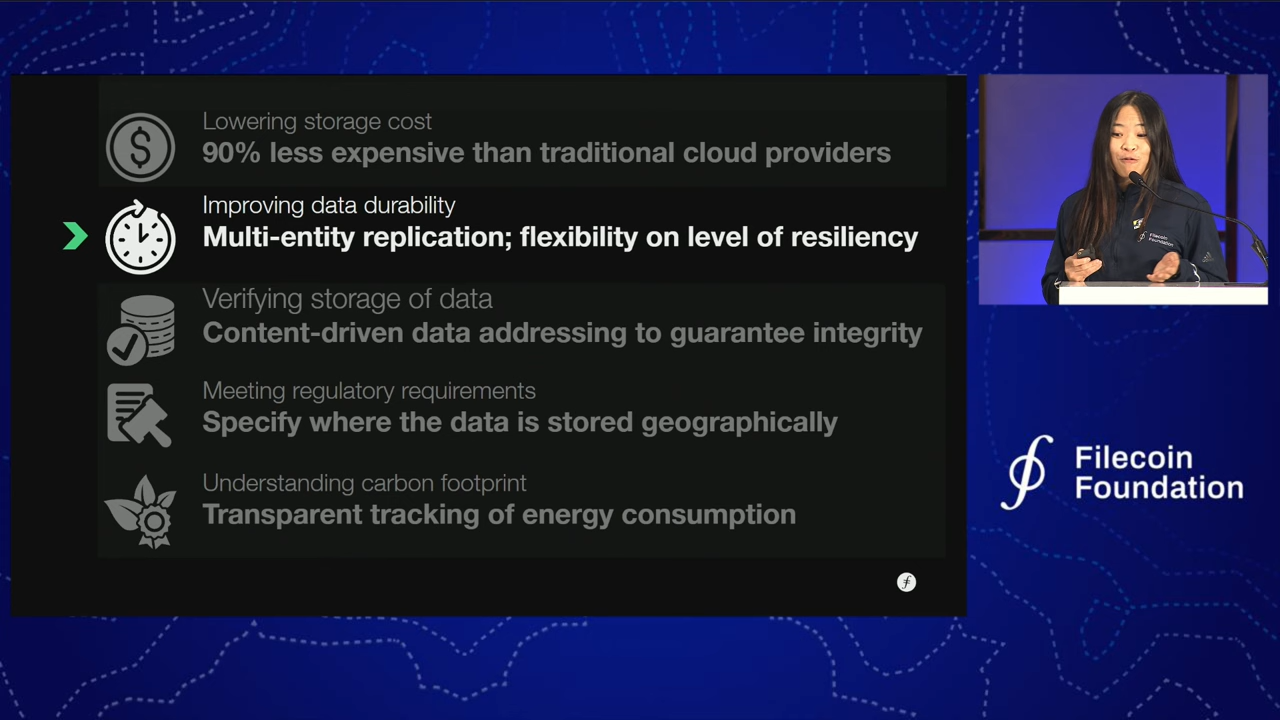 Lowering storage cost
90% less expensive than traditional cloud providers
Improving data durability
Multi-entity replication; flexibility on level of resiliency
Verifying storage of data
Content-driven data addressing to guarantee integrity
Meeting regulatory requirements
Specify where the data is stored geographically
Understanding carbon footprint
Transparent tracking of energy consumption
Filecoin
Foundation
Filecoin
Foundation